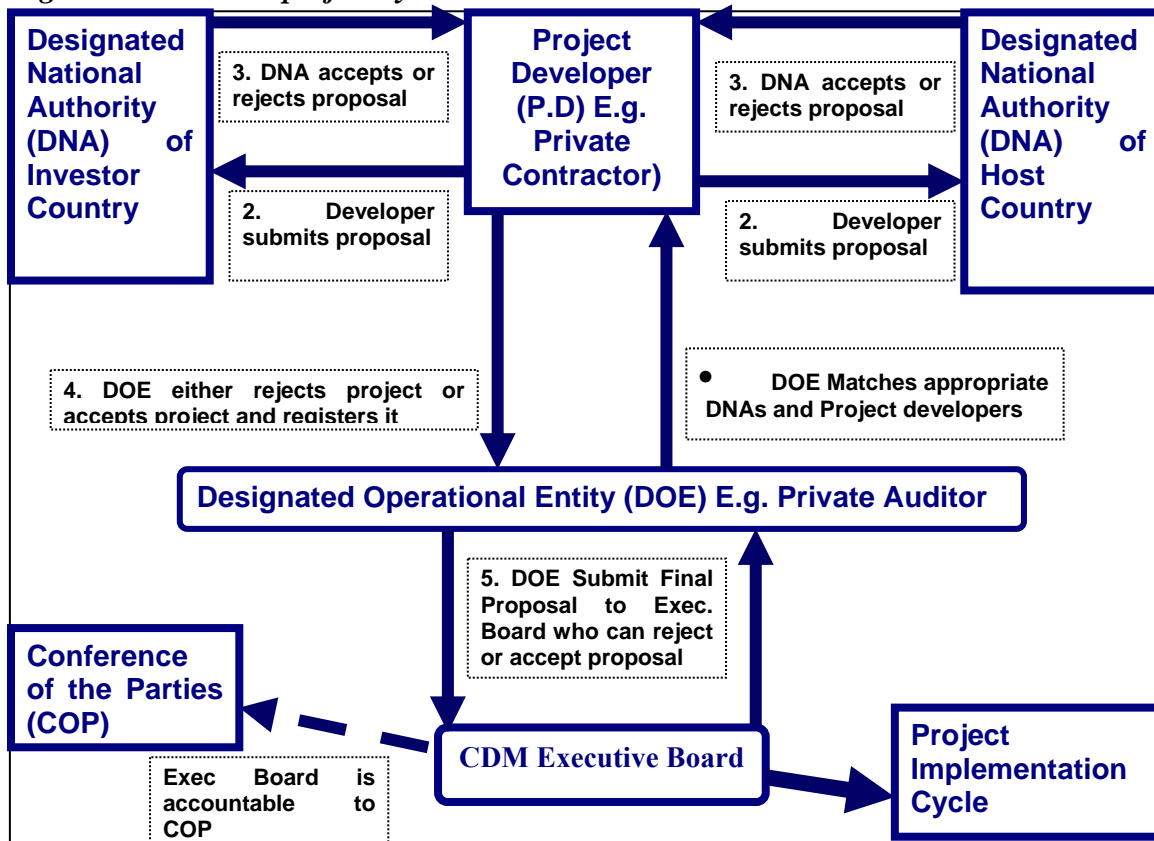 Designated
National
Authority
(DNA) of
Investor
Country
3. DNA accepts or
rejects proposal
2. Developer
submits proposal
Project
Developer
(P.D) E.g.
Private
Contractor)
3. DNA accepts or
rejects proposal
2. Developer
submits proposal
Designated
National
Authority
(DNA) of
Host
Country
4. DOE either rejects project or
accepts project and registers it
• DOE Matches appropriate
DNAs and Project developers
Designated Operational Entity (DOE) E.g. Private Auditor
5. DOE Submit Final
Proposal to Exec.
Board who can reject
or accept proposal
Conference
of the Parties
(COP)
CDM Executive Board
Exec Board is
accountable to
COP
Project
Implementation
Cycle